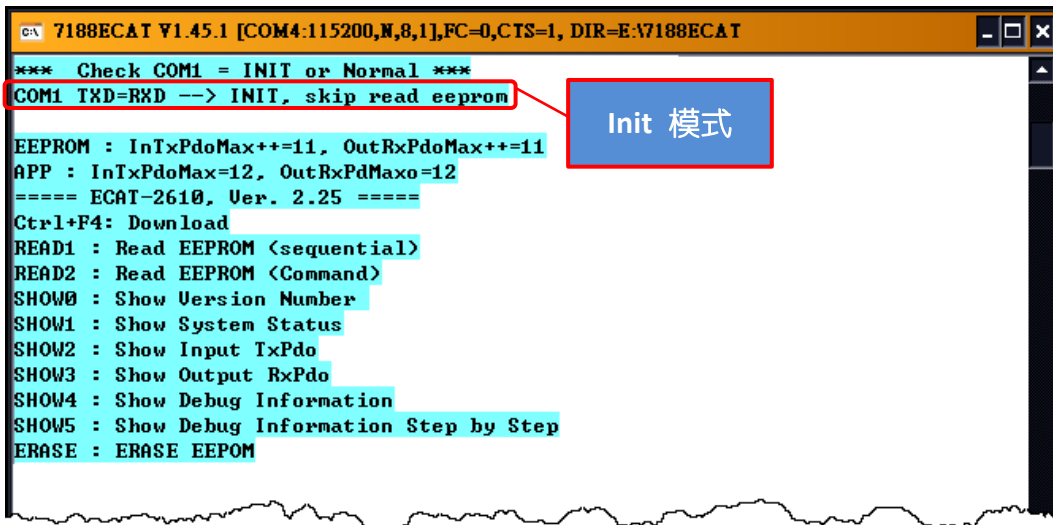 7188ECAT V1.45.1 [COM4:115200,N,8,1],FC=0,CTS=1, DIR=E:\7188ECAT
*** Check COM1 = INIT or Normal ***
COM1 TXD=RXD --> INIT, skip read eeprom
Init 模式
EEPROM : InTxPdoMax++=11, OutRxPdoMax++=11
APP : InTxPdoMax=12, OutRxPdMaxo=12
===== ECAT-2610, Ver. 2.25 =====
Ctrl+F4: Download
READ1 : Read EEPROM (sequential)
READ2 : Read EEPROM (Command)
SHOW0 : Show Version Number
SHOW1 : Show System Status
SHOW2 : Show Input TxPdo
SHOW3 : Show Output RxPdo
SHOW4 : Show Debug Information
SHOW5 : Show Debug Information Step by Step
ERASE : ERASE EEPOM